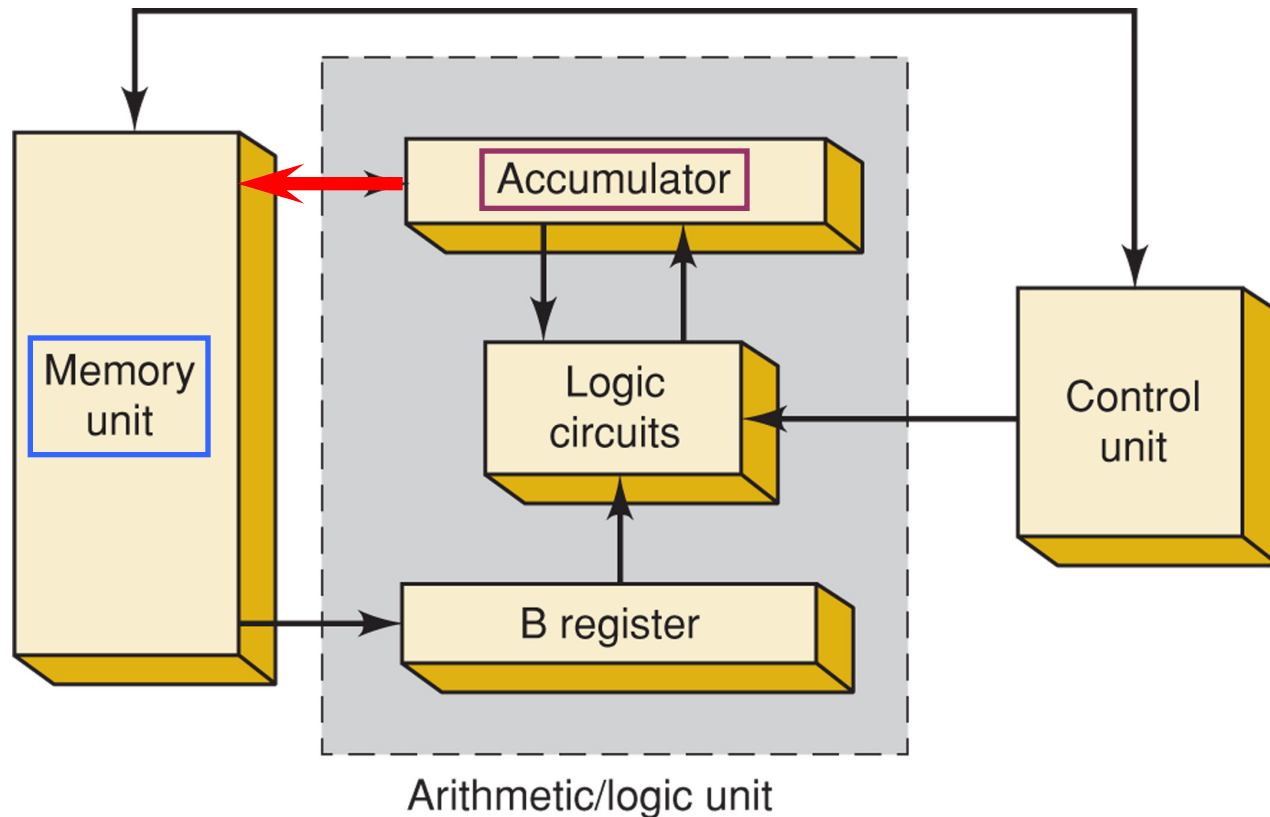 Accumulator
Memory
unit
Logic
circuits
Control
unit
B register
Arithmetic/logic unit